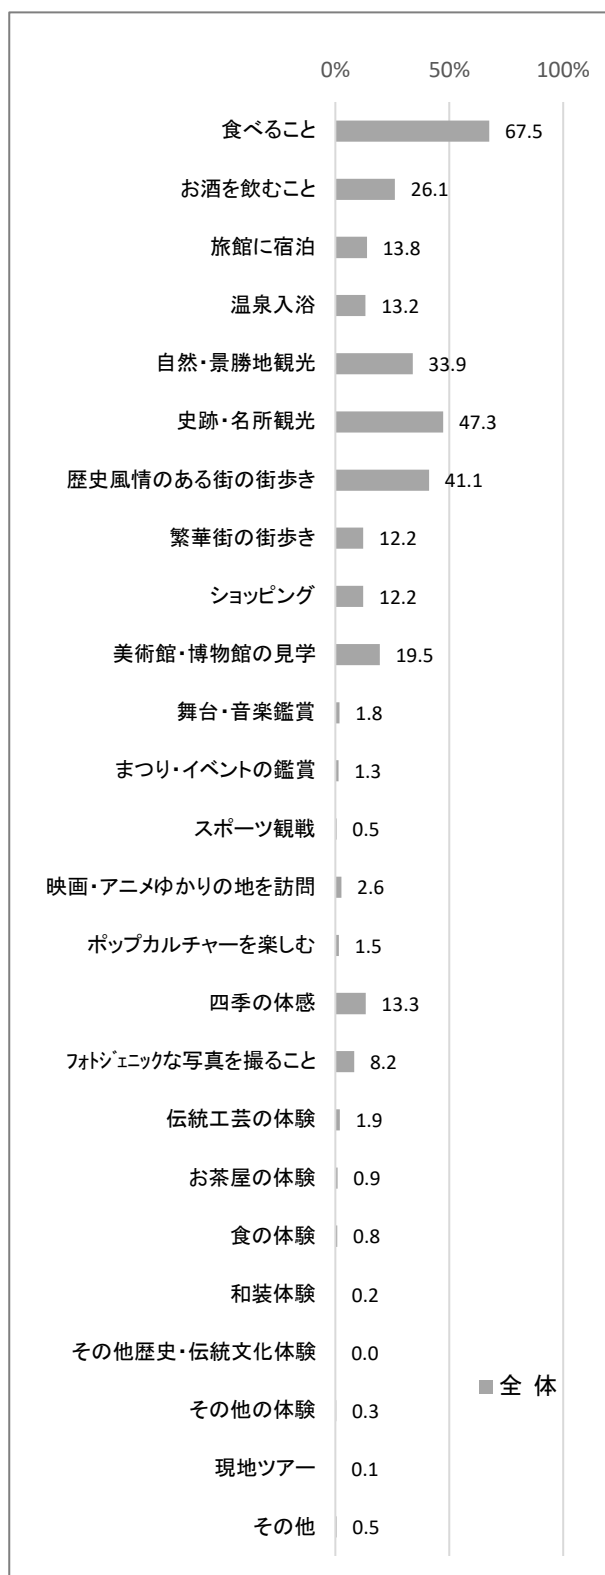 0% 50% 100%
食べること 67.5
お酒を飲むこと 26.1
旅館に宿泊 13.8
温泉入浴 13.2
自然・景勝地観光 33.9
史跡・名所観光 47.3
歴史風情のある街の街歩き 41.1
繁華街の街歩き 12.2
ショッピング 12.2
美術館・博物館の見学 19.5
舞台・音楽鑑賞 1.8
まつり・イベントの鑑賞 1.3
スポーツ観戦 0.5
映画・アニメゆかりの地を訪問 2.6
ポップカルチャーを楽しむ 1.5
四季の体感 13.3
ﾌｫﾄｼﾞｪﾆｯｸな写真を撮ること 8.2
伝統工芸の体験 1.9
お茶屋の体験 0.9
食の体験 0.8
和装体験 0.2
その他歴史・伝統文化体験 0.0
全 体
その他の体験 0.3
現地ツアー 0.1
その他 0.5